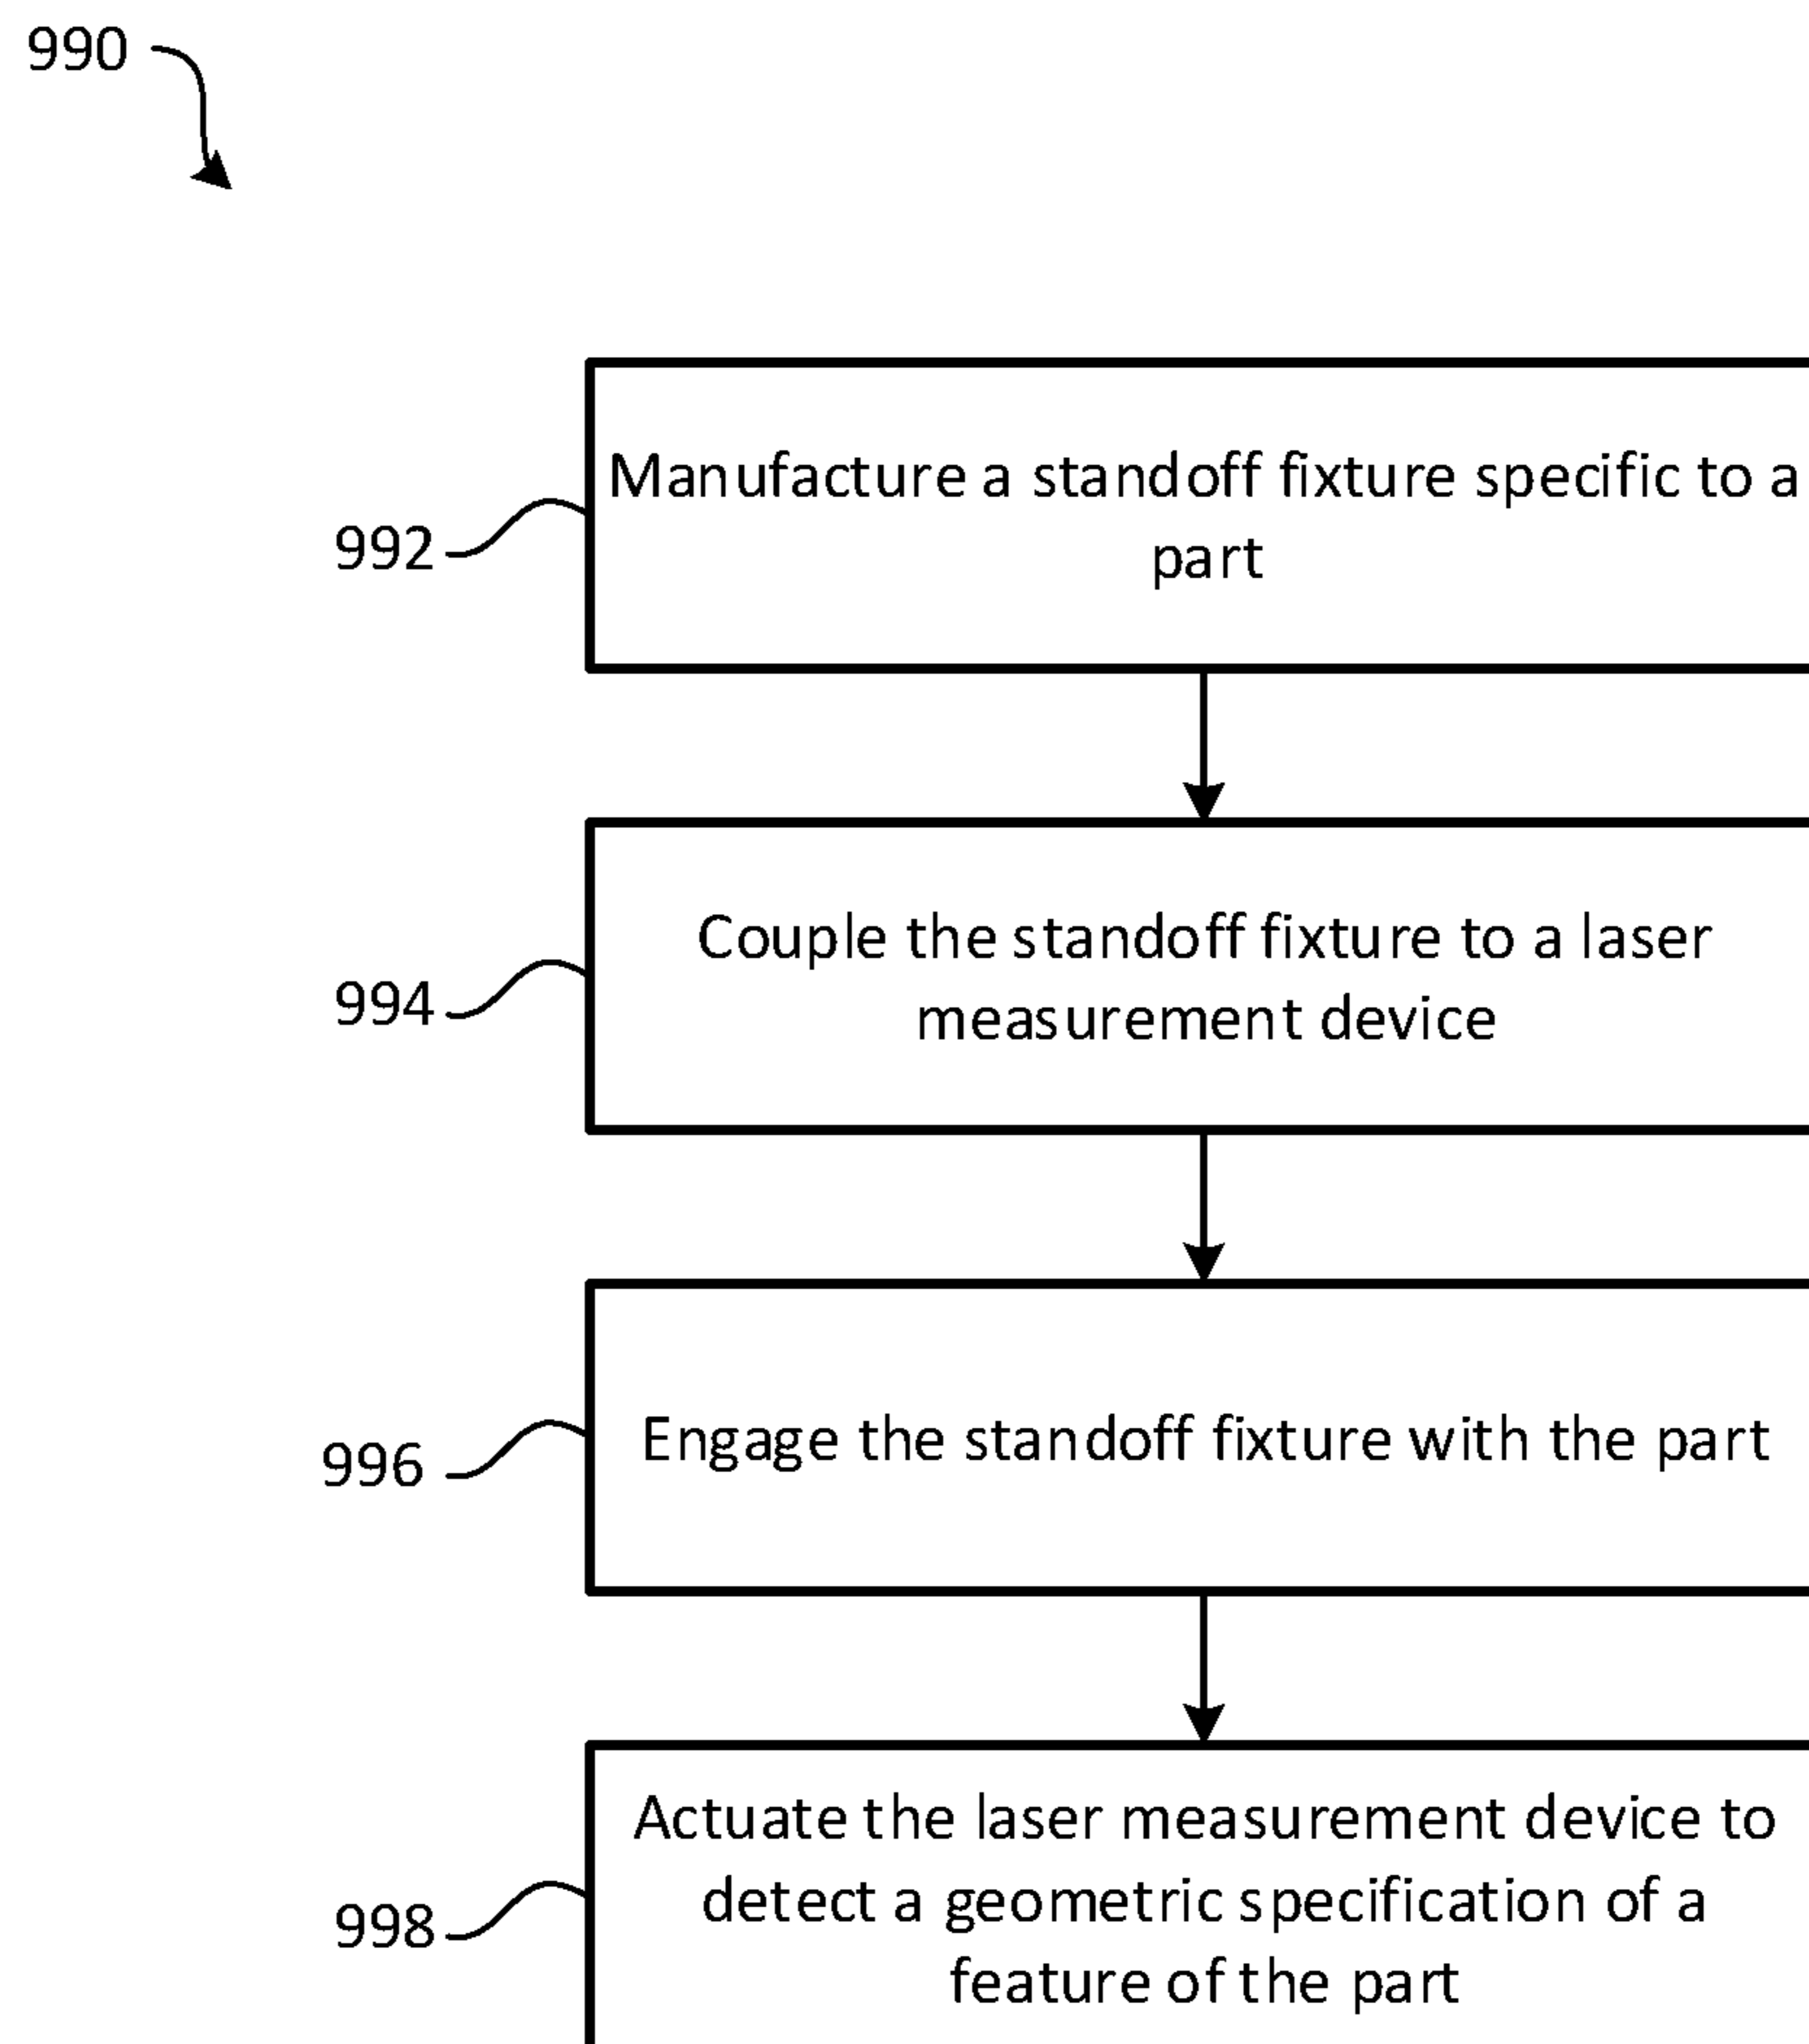 990
Manufacture a standoff fixture specific to a
part
992
Couple the standoff fixture to a laser
measurement device
994
Engage the standoff fixture with the part
996
Actuate the laser measurement device to
detect a geometric specification of a
feature of the part
998